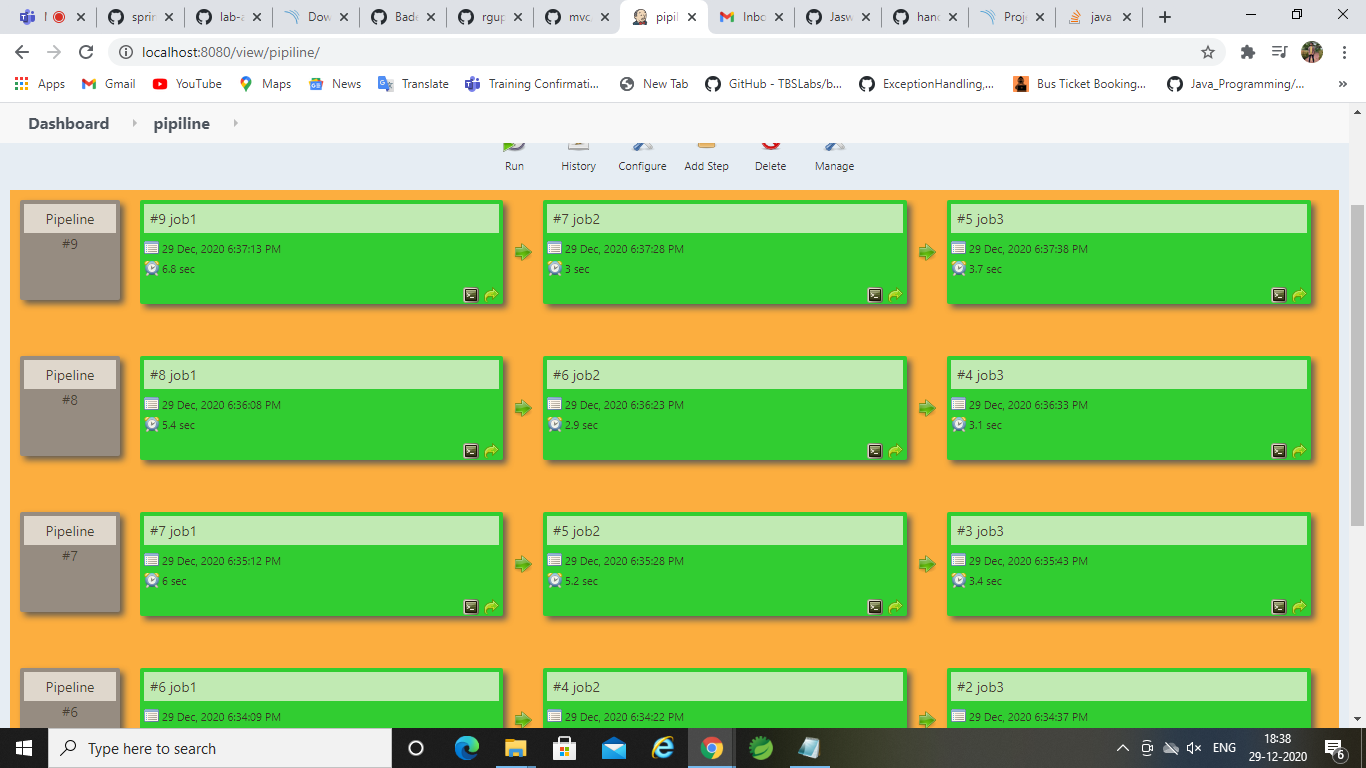 sprin
lab-a
Dow
Bade
rgup
mvc,
pipil
Inbo
Jasw
hand
Proje
java
localhost:8080/view/pipiline/
Apps Gmail YouTube Maps News Translate Training Confirmati... New Tab GitHub - TBSLabs/b... ExceptionHandling,... Bus Ticket Booking... Java_Programming/... »
Dashboard pipiline
Run History Configure Add Step Delete Manage
Pipeline
#9
#9 job1
29 Dec, 2020 6:37:13 PM
6.8 sec
#7 job2
29 Dec, 2020 6:37:28 PM
3 sec
#5 job3
29 Dec, 2020 6:37:38 PM
3.7 sec
Pipeline
#8
#8 job1
29 Dec, 2020 6:36:08 PM
5.4 sec
#6 job2
29 Dec, 2020 6:36:23 PM
2.9 sec
#4 job3
29 Dec, 2020 6:36:33 PM
3.1 sec
Pipeline
#7
#7 job1
29 Dec, 2020 6:35:12 PM
6 sec
#5 job2
29 Dec, 2020 6:35:28 PM
5.2 sec
#3 job3
29 Dec, 2020 6:35:43 PM
3.4 sec
Pipeline
#6
#6 job1
29 Dec, 2020 6:34:09 PM
#4 job2
29 Dec, 2020 6:34:22 PM
#2 job3
29 Dec, 2020 6:34:37 PM
Type here to search
ENG
18:38
29-12-2020
6